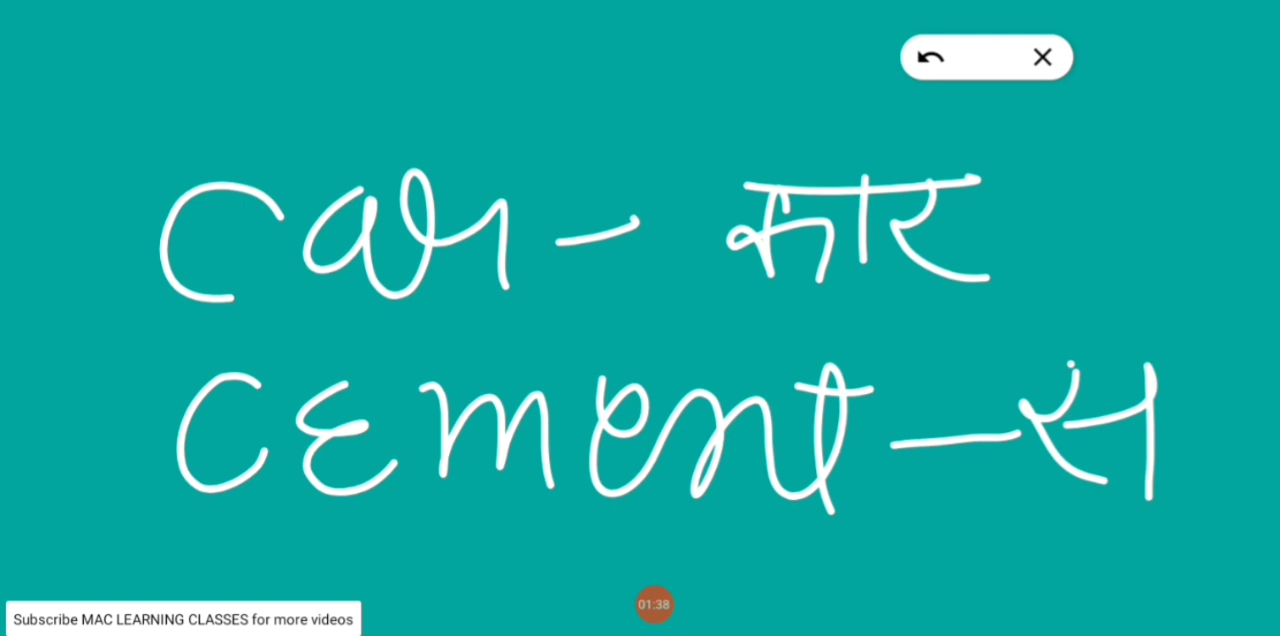 Car - कार
Cement - स
Subscribe MAC LEARNING CLASSES for more videos
01:38